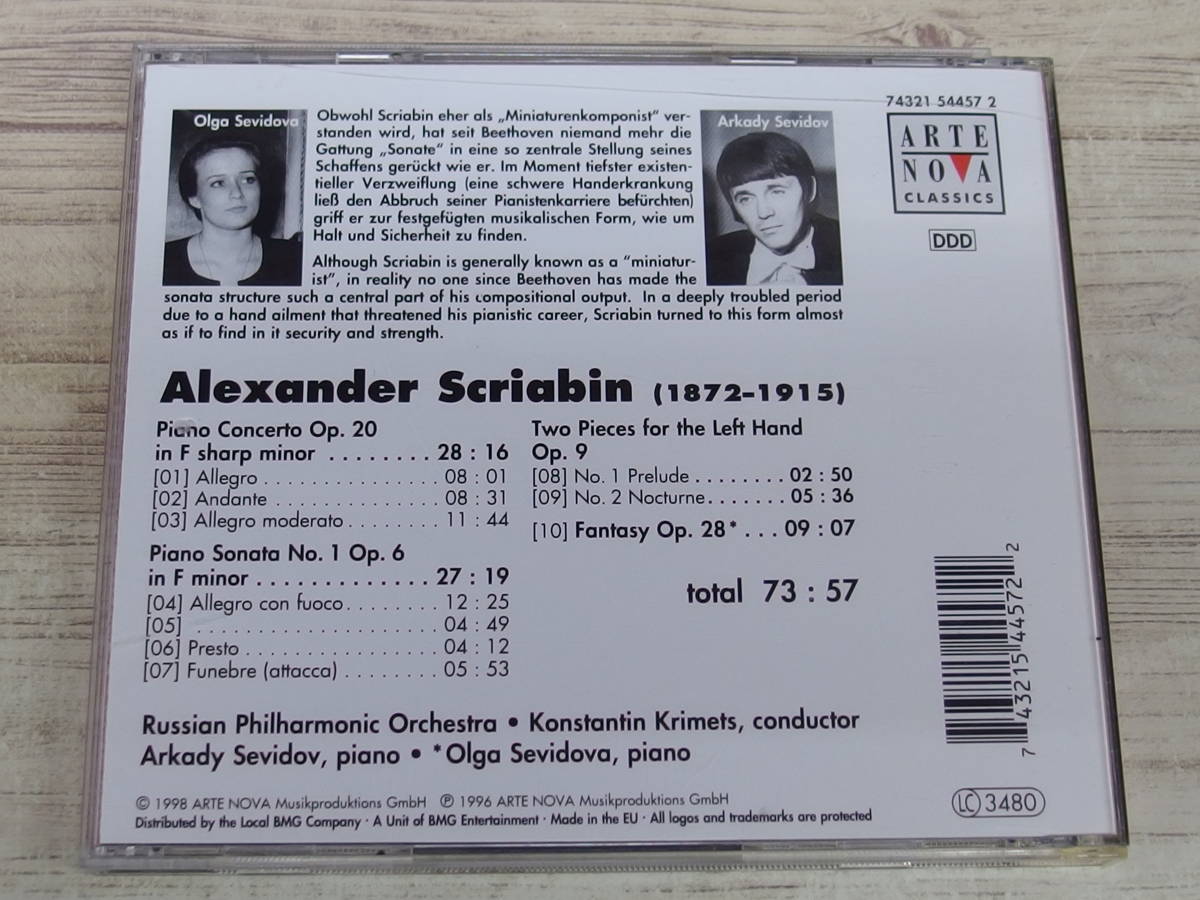 Olga Sevidova
Obwohl Scriabin eher als „Miniaturenkomponist“ ver-
standen wird, hat seit Beethoven niemand mehr die
Gattung „Sonate“ in eine so zentrale Stellung seines
Schaffens gerückt wie er. Im Moment tiefster existen-
tieller Verzweiflung (eine schwere Handerkrankung
ließ den Abbruch seiner Pianistenkarriere befürchten)
griff er zur festgefügten musikalischen Form, wie um
Halt und Sicherheit zu finden.
Although Scriabin is generally known as a “miniatur-
ist”, in reality no one since Beethoven has made the
sonata structure such a central part of his compositional output. In a deeply troubled period
due to a hand ailment that threatened his pianistic career, Scriabin turned to this form almost
as if to find in it security and strength.
Arkady Sevidov
74321 54457 2
ARTE
NOVA
CLASSICS
DDD
Alexander Scriabin (1872–1915)
Piano Concerto Op. 20
in F sharp minor ........ 28 : 16
[01] Allegro ............... 08 : 01
[02] Andante .............. 08 : 31
[03] Allegro moderato........ 11 : 44
Piano Sonata No. 1 Op. 6
in F minor .............. 27 : 19
[04] Allegro con fuoco........ 12 : 25
[05] ..................... 04 : 49
[06] Presto ................. 04 : 12
[07] Funebre (attacca) ........ 05 : 53
Two Pieces for the Left Hand
Op. 9
[08] No. 1 Prelude ........ 02 : 50
[09] No. 2 Nocturne....... 05 : 36
[10] Fantasy Op. 28* ... 09 : 07
total 73 : 57
Russian Philharmonic Orchestra • Konstantin Krimets, conductor
Arkady Sevidov, piano • *Olga Sevidova, piano
© 1998 ARTE NOVA Musikproduktions GmbH ℗ 1996 ARTE NOVA Musikproduktions GmbH
Distributed by the Local BMG Company · A Unit of BMG Entertainment · Made in the EU · All logos and trademarks are protected
7 43215 44572 2
LC 3480